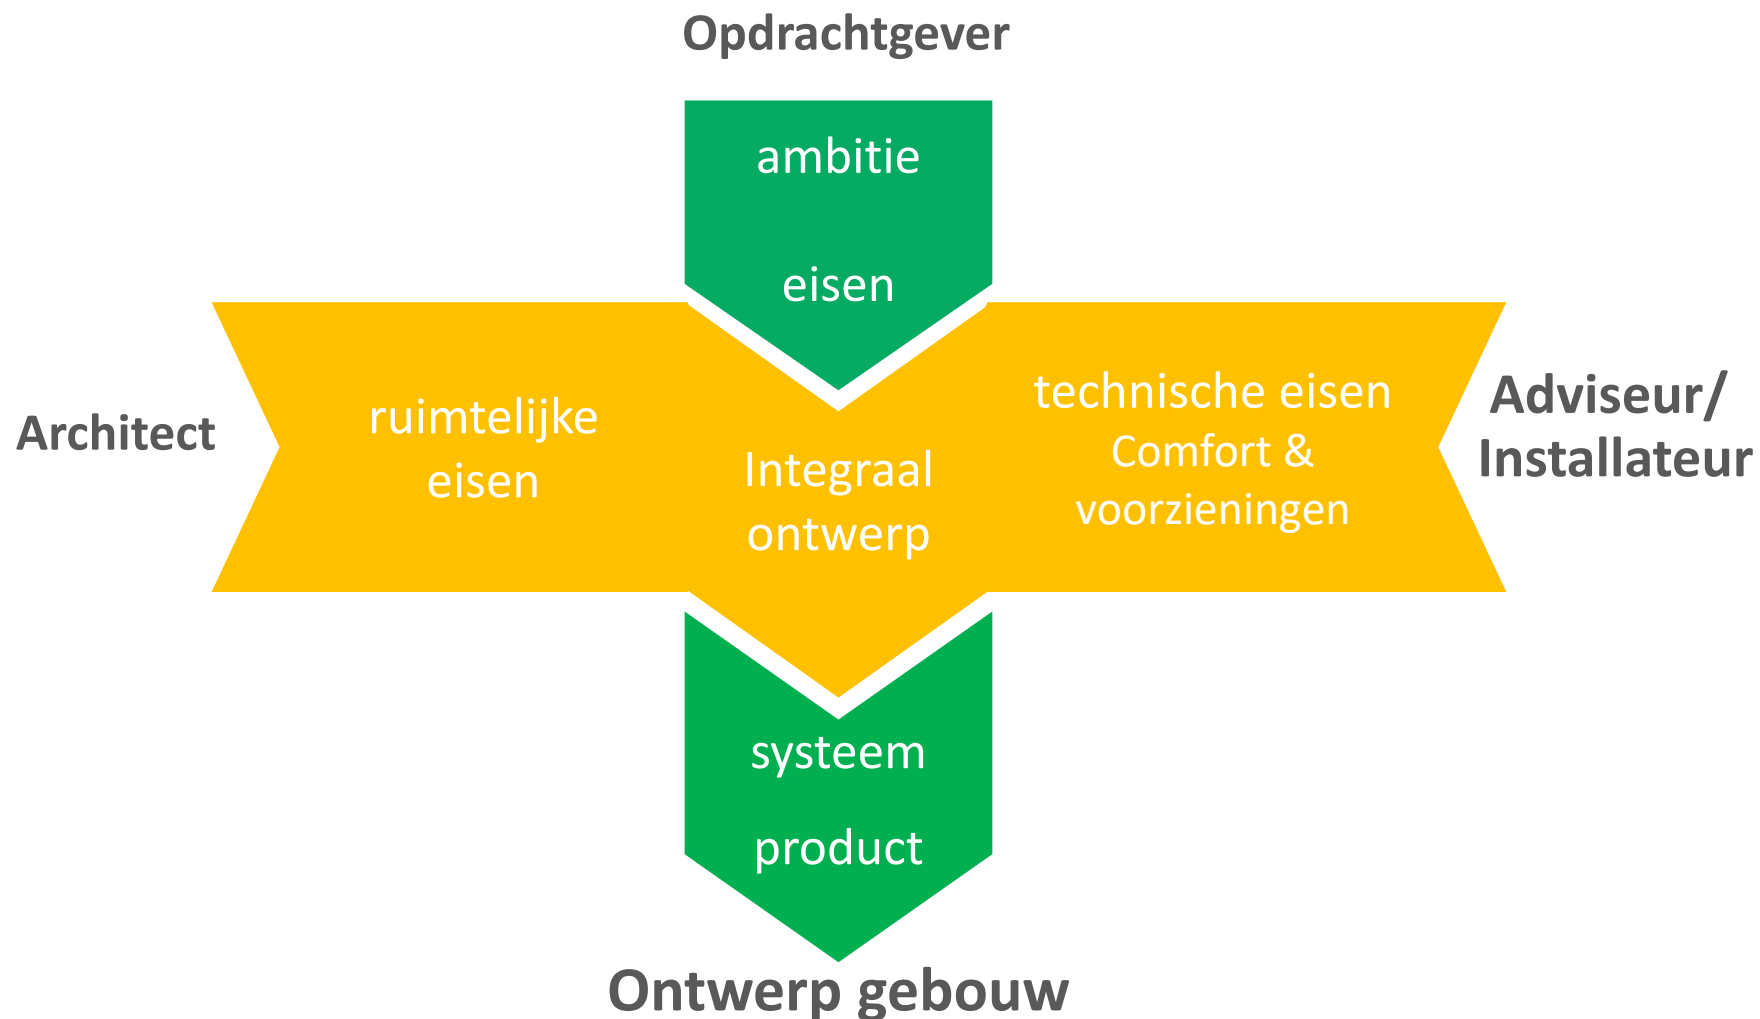 Opdrachtgever
ambitie
eisen
Architect
ruimtelijke
eisen
Integraal
ontwerp
technische eisen
Comfort &
voorzieningen
Adviseur/
Installateur
systeem
product
Ontwerp gebouw